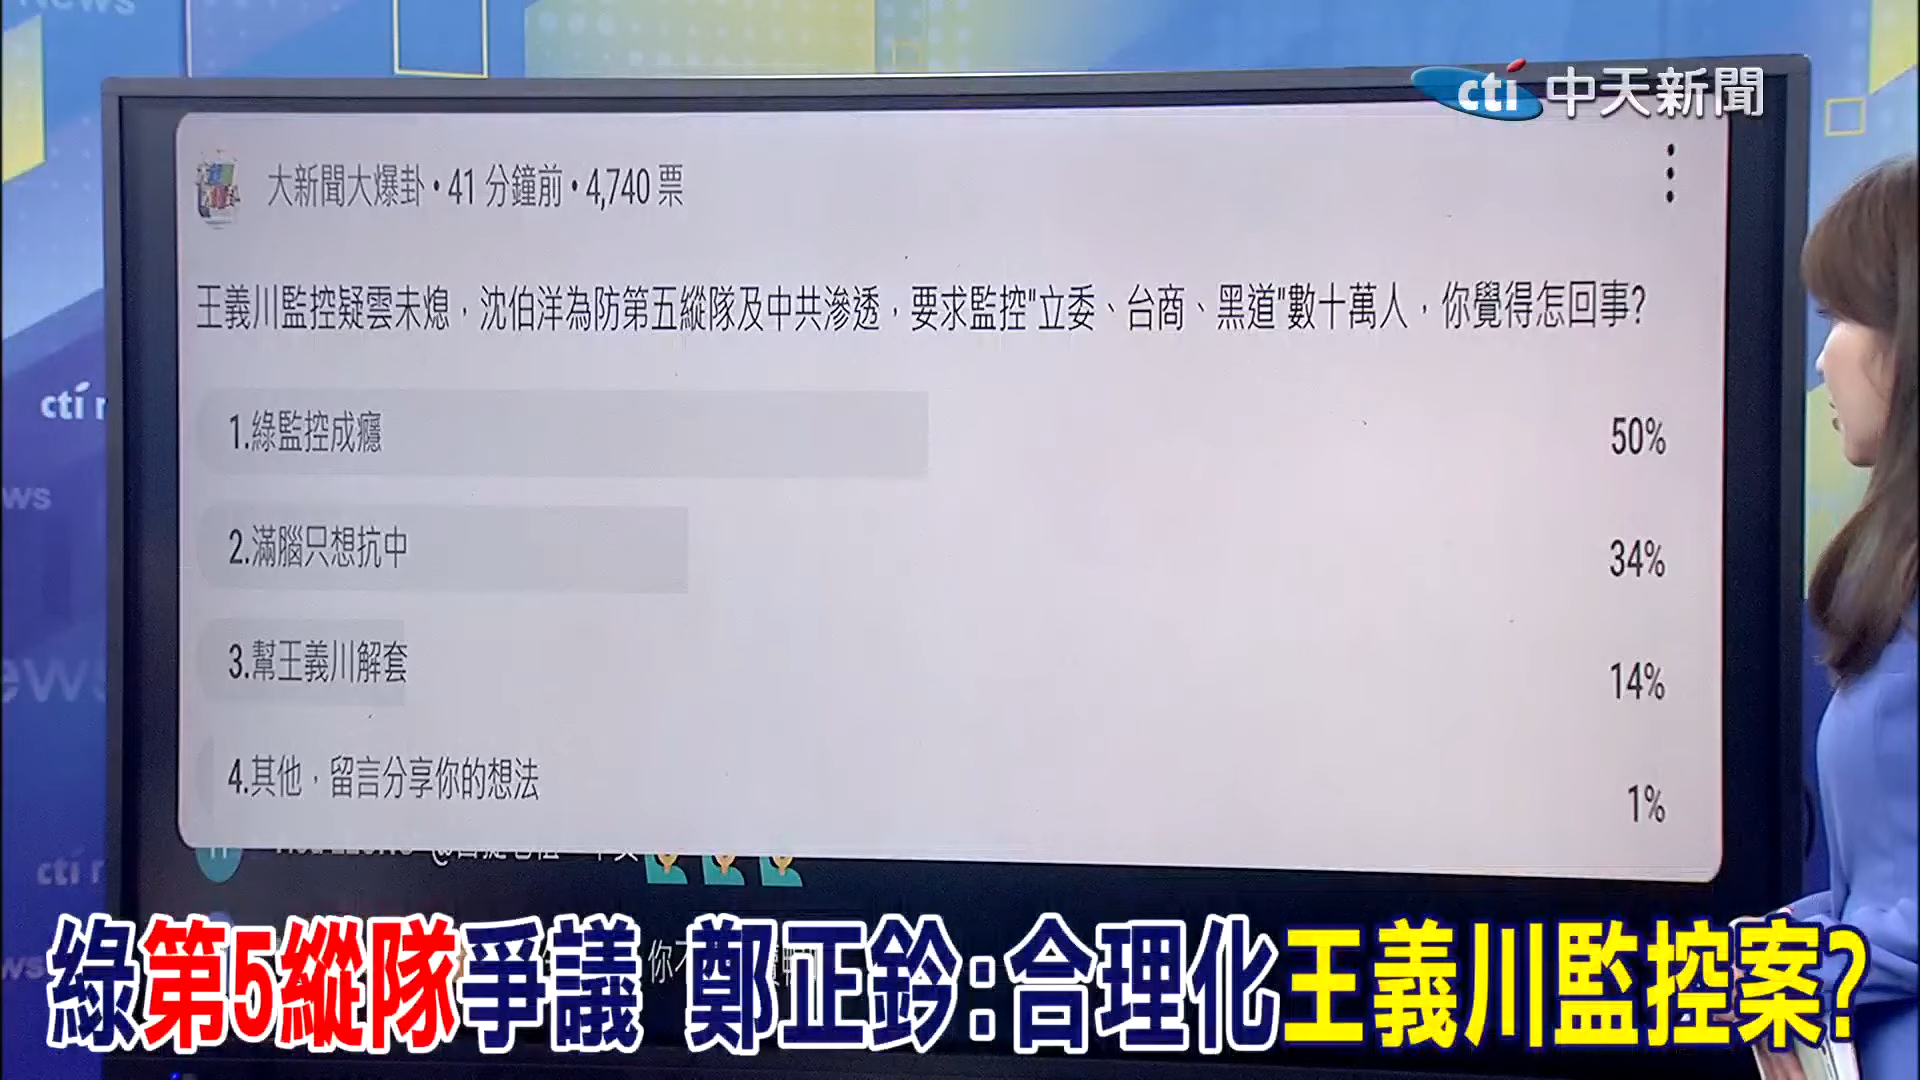 news
cti 中天新聞
大新聞大爆卦 • 41 分鐘前 • 4,740 票
王義川監控疑雲未熄，沈伯洋為防第五縱隊及中共滲透，要求監控"立委、台商、黑道"數十萬人，你覺得怎回事?
cti
1.綠監控成癮 50%
ws
2.滿腦只想抗中 34%
3.幫王義川解套 14%
ews
4.其他，留言分享你的想法 1%
cti
綠第5縱隊爭議 鄭正鈐:合理化王義川監控案?